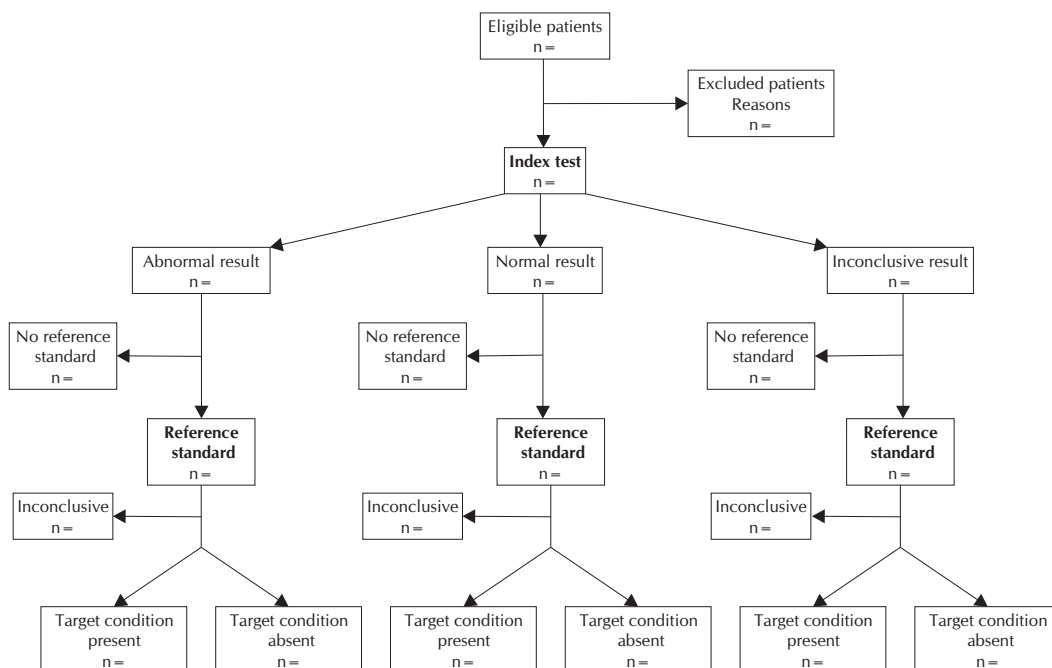 Eligible patients
n =
Excluded patients
Reasons
n =
Index test
n =
Abnormal result
n =
Normal result
n =
Inconclusive result
n =
No reference
standard
n =
No reference
standard
n =
No reference
standard
n =
Reference
standard
n =
Reference
standard
n =
Reference
standard
n =
Inconclusive
n =
Inconclusive
n =
Inconclusive
n =
Target condition
present
n =
Target condition
absent
n =
Target condition
present
n =
Target condition
absent
n =
Target condition
present
n =
Target condition
absent
n =